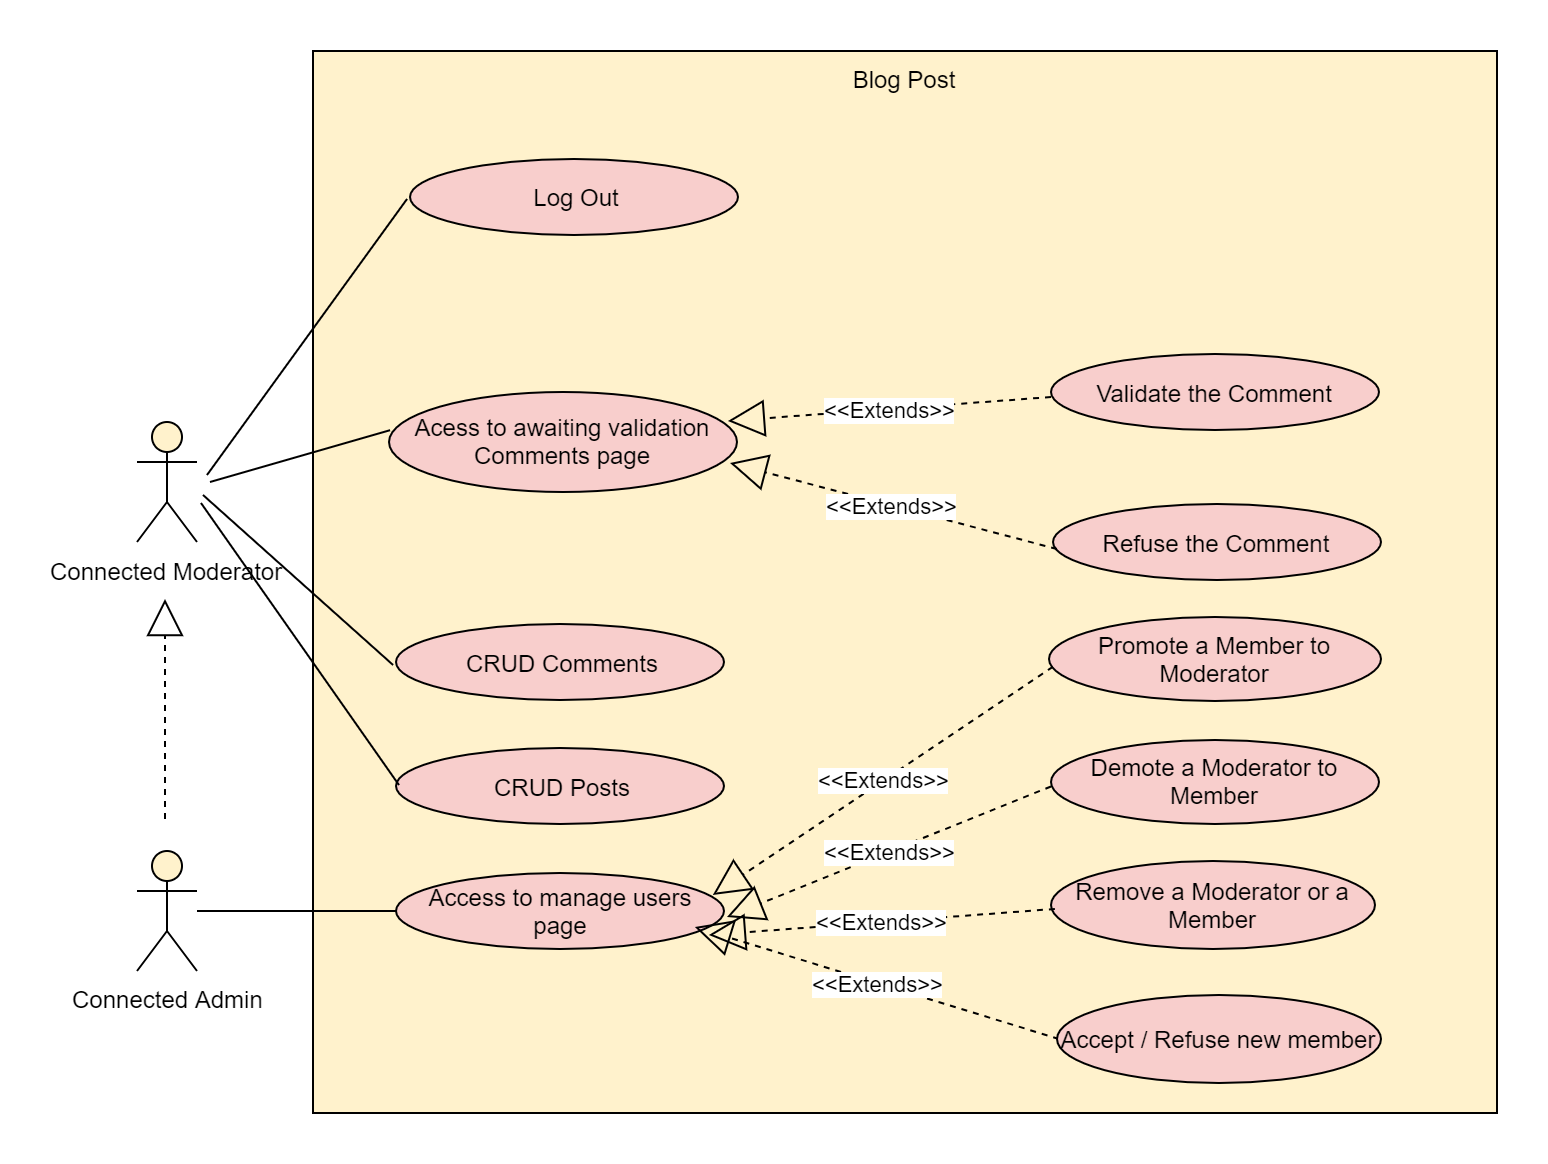 Blog Post
Log Out
Validate the Comment
<<Extends>>
Acess to awaiting validation
Comments page
<<Extends>>
Refuse the Comment
Connected Moderator
Promote a Member to
Moderator
CRUD Comments
<<Extends>>
Demote a Moderator to
Member
CRUD Posts
<<Extends>>
Access to manage users
page
Remove a Moderator or a
Member
<<Extends>>
<<Extends>>
Connected Admin
Accept / Refuse new member